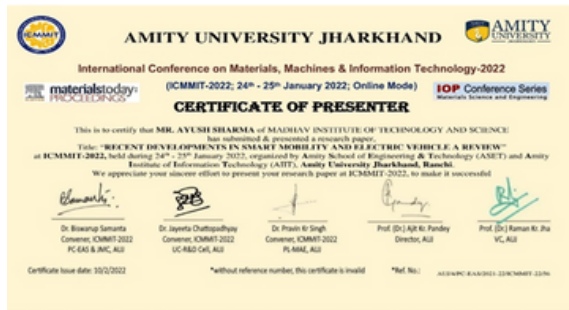 ICMMIT
AMITY UNIVERSITY JHARKHAND
AMITY
UNIVERSITY
International Conference on Materials, Machines & Information Technology-2022
materialstoday:
PROCEEDINGS
(ICMMIT-2022; 24th - 25th January 2022; Online Mode)
IOP Conference Series
Materials Science and Engineering
CERTIFICATE OF PRESENTER
This is to certify that MR. AYUSH SHARMA of MADHAV INSTITUTE OF TECHNOLOGY AND SCIENCE
has submitted & presented a research paper,
Title: "RECENT DEVELOPMENTS IN SMART MOBILITY AND ELECTRIC VEHICLE A REVIEW"
at ICMMIT-2022, held during 24th - 25th January 2022, organized by Amity School of Engineering & Technology (ASET) and Amity
Institute of Information Technology (AIIT), Amity University Jharkhand, Ranchi.
We appreciate your sincere effort to present your research paper at ICMMIT-2022, to make it successful
Dr. Biswarup Samanta
Convener, ICMMIT-2022
PC-EAS & JMC, AUJ
Dr. Jayeeta Chattopadhyay
Convener, ICMMIT-2022
UC-R&D Cell, AUJ
Dr. Pravin Kr Singh
Convener, ICMMIT-2022
PL-MAE, AUJ
Prof. (Dr.) Ajit Kr. Pandey
Director, AUJ
Prof. (Dr.) Raman Kr. Jha
VC, AUJ
Certificate Issue date: 10/2/2022
*without reference number, this certificate is invalid
*Ref. No.: